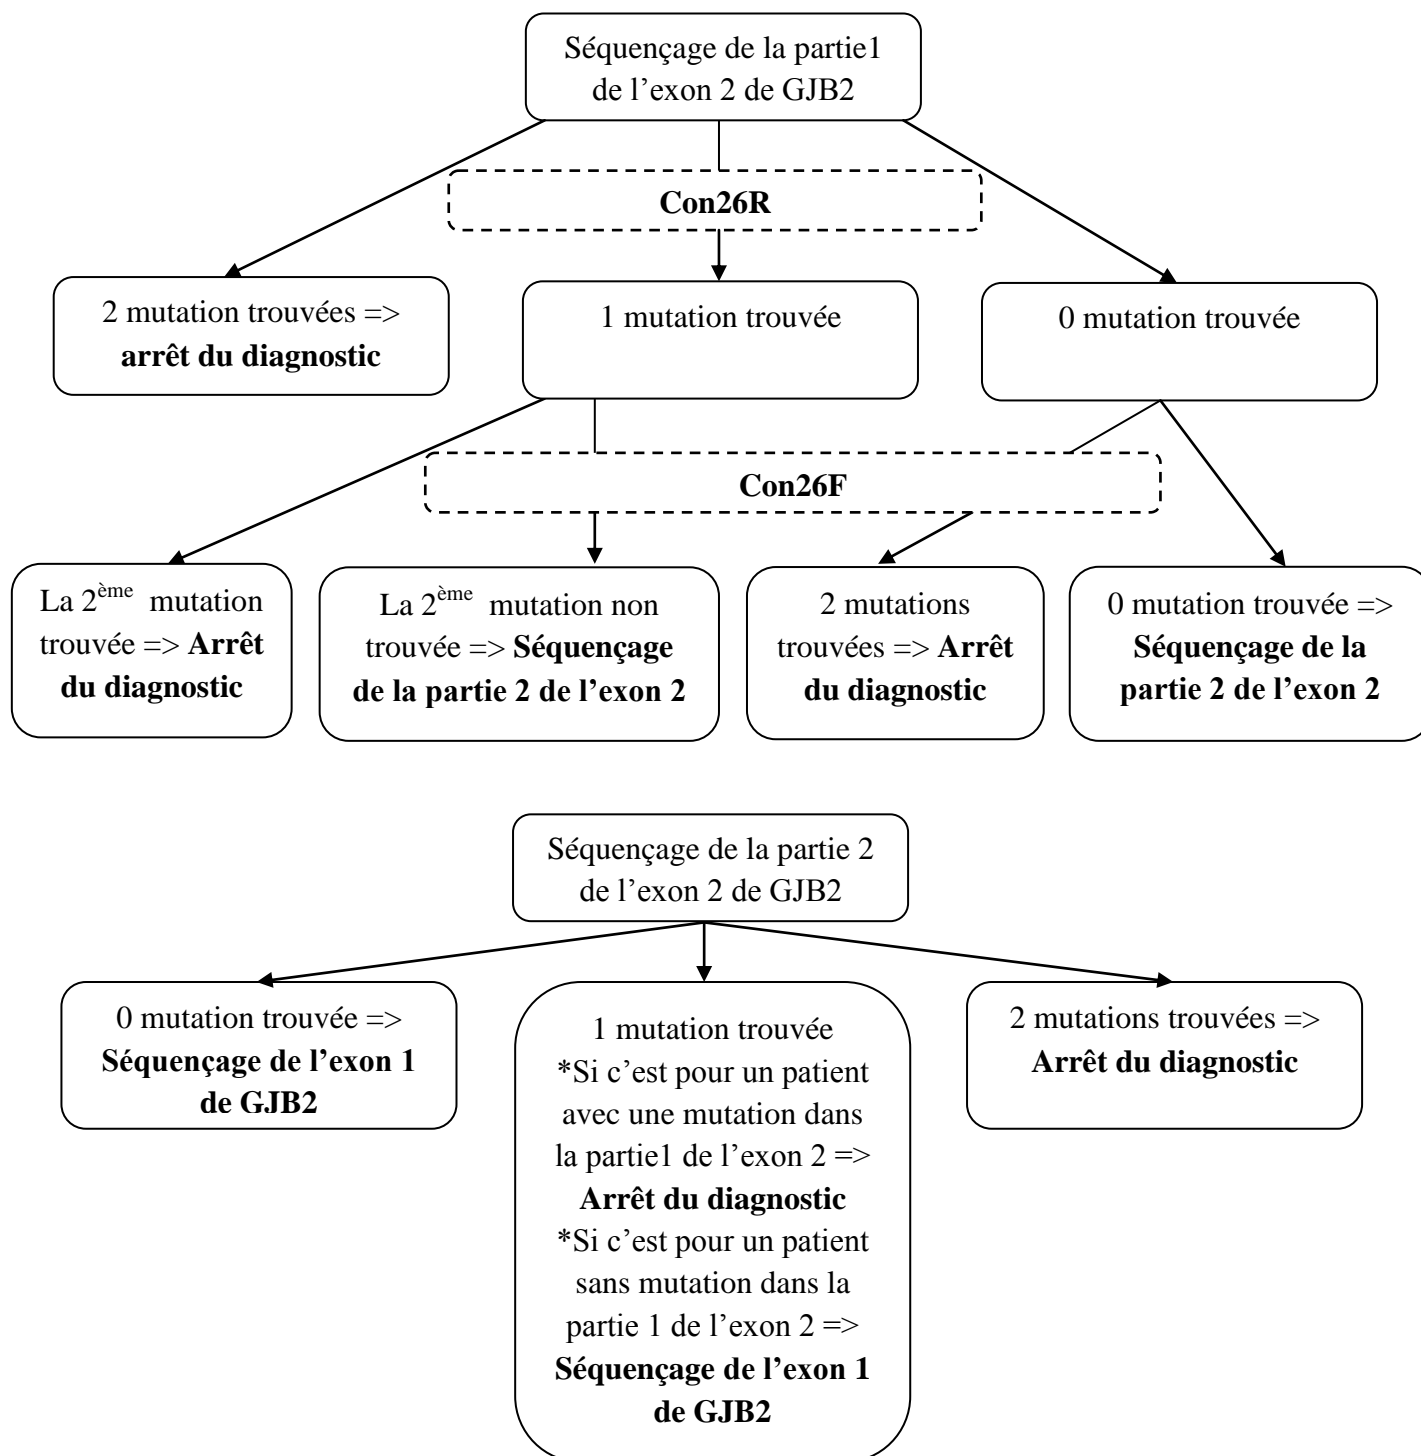 Séquençage de la partie1
de l’exon 2 de GJB2
Con26R
2 mutation trouvées =>
arrêt du diagnostic
1 mutation trouvée
0 mutation trouvée
Con26F
La 2ème mutation
trouvée => Arrêt
du diagnostic
La 2ème mutation non
trouvée => Séquençage
de la partie 2 de l’exon 2
2 mutations
trouvées => Arrêt
du diagnostic
0 mutation trouvée =>
Séquençage de la
partie 2 de l’exon 2
Séquençage de la partie 2
de l’exon 2 de GJB2
0 mutation trouvée =>
Séquençage de l’exon 1
de GJB2
1 mutation trouvée
*Si c’est pour un patient
avec une mutation dans
la partie1 de l’exon 2 =>
Arrêt du diagnostic
*Si c’est pour un patient
sans mutation dans la
partie 1 de l’exon 2 =>
Séquençage de l’exon 1
de GJB2
2 mutations trouvées =>
Arrêt du diagnostic